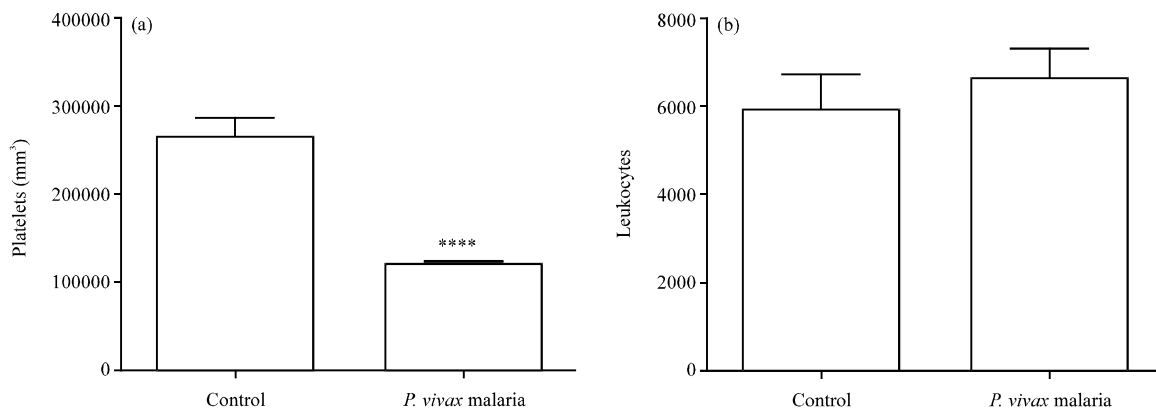 (a)
Platelets (mm³)
400000
300000
200000
100000
0
****
Control
P. vivax malaria
(b)
Leukocytes
8000
6000
4000
2000
0
Control
P. vivax malaria